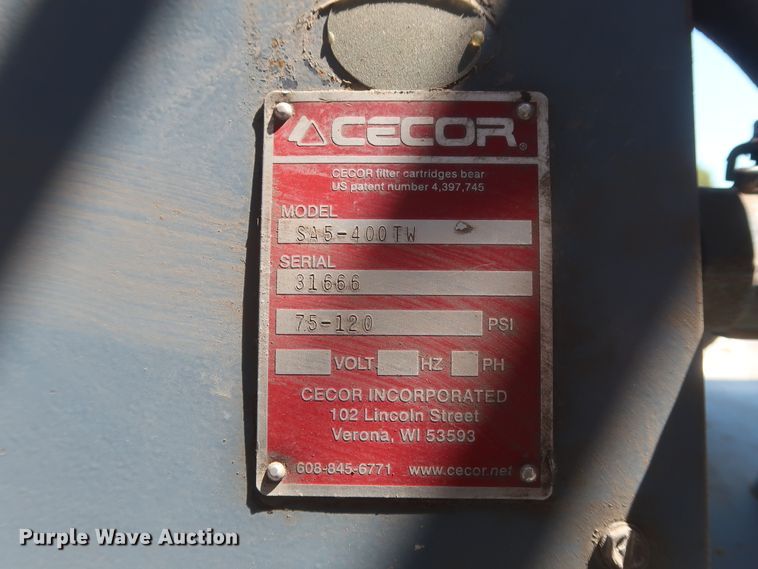 CECOR®
CECOR filter cartridges bear
US patent number 4,397,745
MODEL
SA5-400TW
SERIAL
31666
75-120 PSI
VOLT HZ PH
CECOR INCORPORATED
102 Lincoln Street
Verona, WI 53593
608-845-6771 www.cecor.net
Purple Wave Auction